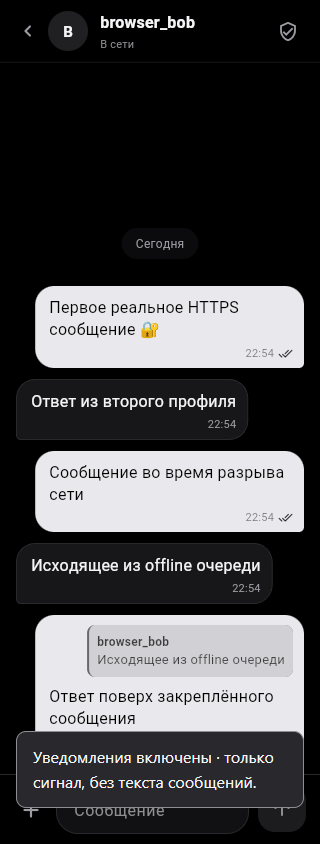 B
browser_bob
В сети
Сегодня
Первое реальное HTTPS
сообщение 🔐
22:54
Ответ из второго профиля
22:54
Сообщение во время разрыва
сети
22:54
Исходящее из offline очереди
22:54
browser_bob
Исходящее из offline очереди
Ответ поверх закреплённого
сообщения
Уведомления включены · только
сигнал, без текста сообщений.
Сообщение